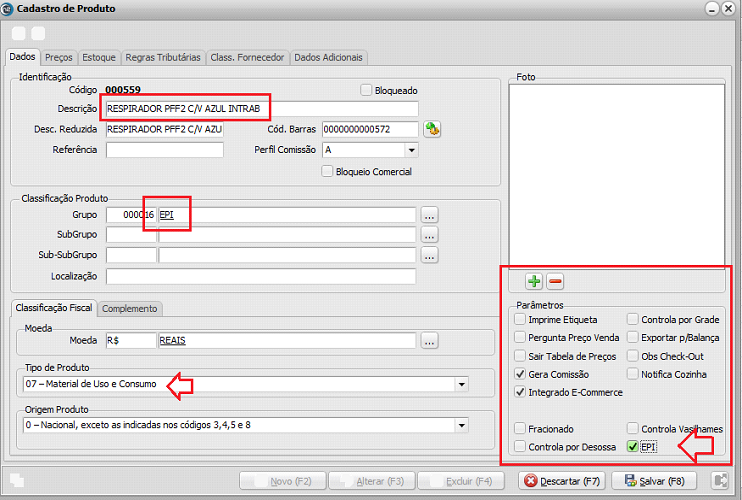 Cadastro de Produto
Dados Preços Estoque Regras Tributárias Class. Fornecedor Dados Adicionais
Identificação
Código 000559 Bloqueado
Descrição RESPIRADOR PFF2 C/V AZUL INTRAB
Desc. Reduzida RESPIRADOR PFF2 C/V AZU Cód. Barras 0000000000572
Referência Perfil Comissão A
Bloqueio Comercial
Foto
Classificação Produto
Grupo 000016 EPI ...
SubGrupo ...
Sub-SubGrupo ...
Localização
Classificação Fiscal Complemento
Moeda
Moeda R$ REAIS ...
Tipo de Produto
07 – Material de Uso e Consumo
Origem Produto
0 – Nacional, exceto as indicadas nos códigos 3,4,5 e 8
Parâmetros
Imprime Etiqueta Controla por Grade
Pergunta Preço Venda Exportar p/Balança
Sair Tabela de Preços Obs Check-Out
Gera Comissão Notifica Cozinha
Integrado E-Commerce
Fracionado Controla Vasilhames
Controla por Desossa EPI
Novo (F2) Alterar (F3) Excluir (F4) Descartar (F7) Salvar (F8)